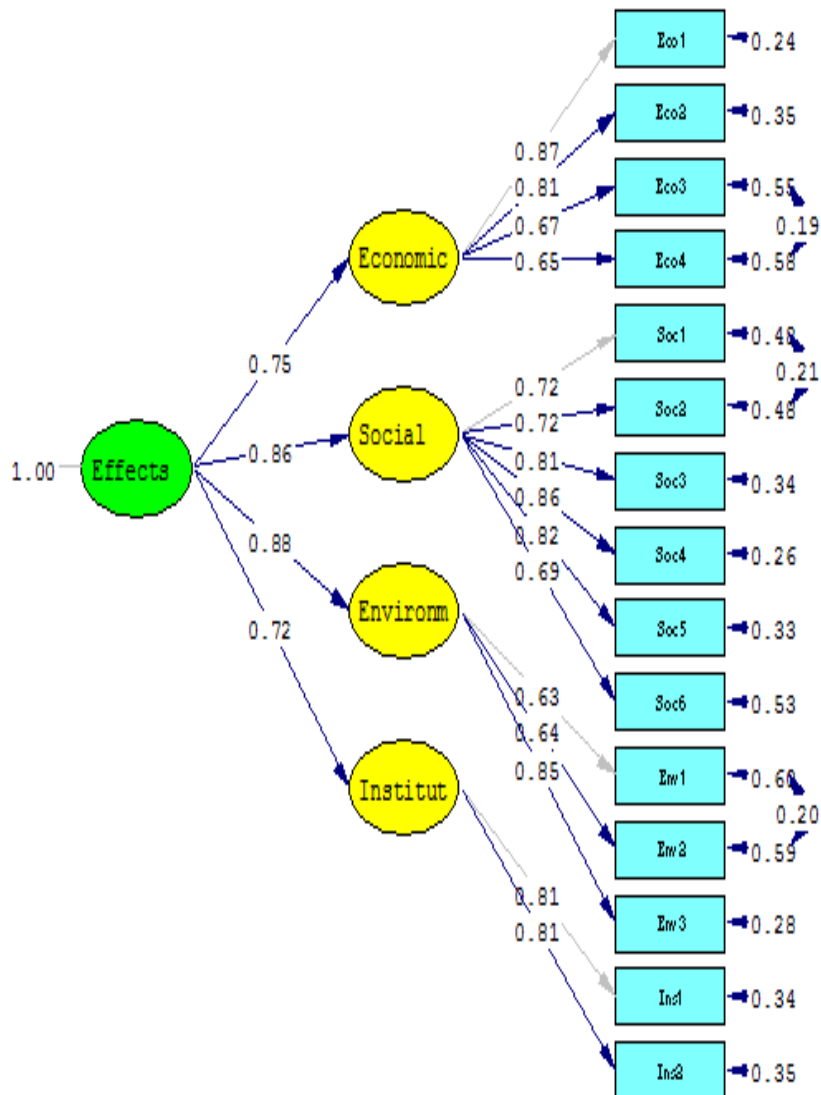 Eco1
0.24
Eco2
0.35
0.87
0.81
Eco3
0.55
0.67
0.19
Economic
0.65
Eco4
0.58
Soc1
0.48
0.75
0.21
0.72
Soc2
0.48
0.72
Social
0.86
0.81
1.00
Effects
Soc3
0.34
0.86
0.82
0.88
Soc4
0.26
0.69
Environm
0.72
Soc5
0.33
0.63
Soc6
0.53
0.64
0.85
Env1
0.60
Institut
0.20
Env2
0.59
0.81
Env3
0.28
0.81
Ins1
0.34
Ins2
0.35